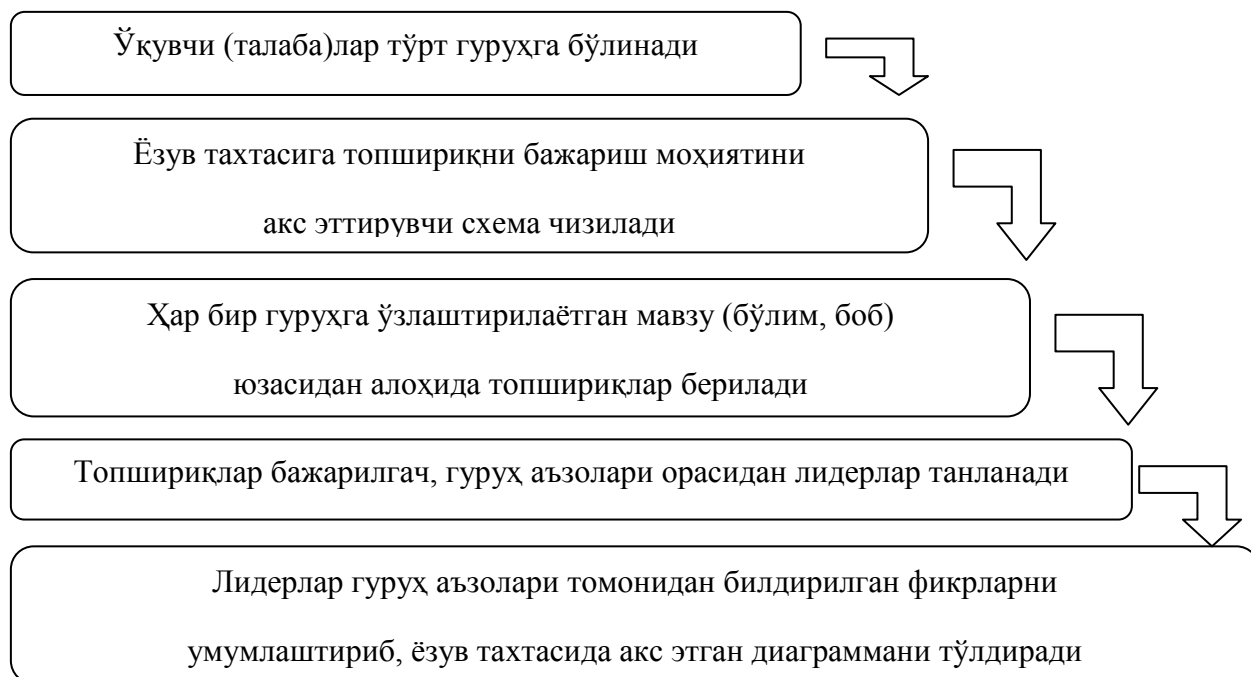 Ўқувчи (талаба)лар тўрт гуруҳга бўлинади
Ёзув тахтасига топшириқни бажариш моҳиятини
акс эттирувчи схема чизилади
Ҳар бир гуруҳга ўзлаштирилаётган мавзу (бўлим, боб)
юзасидан алоҳида топшириқлар берилади
Топшириқлар бажарилгач, гуруҳ аъзолари орасидан лидерлар танланади
Лидерлар гуруҳ аъзолари томонидан билдирилган фикрларни
умумлаштириб, ёзув тахтасида акс этган диаграммани тўлдиради